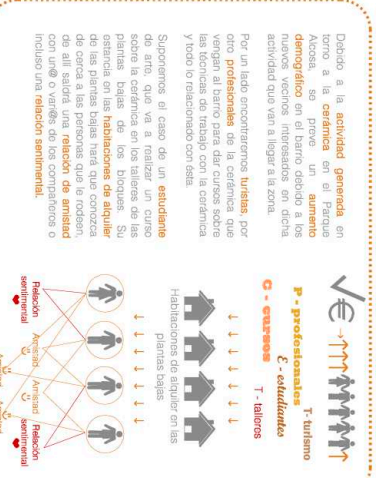 Debido a la actividad generada en
torno a la cerámica en el Parque
Alcosa, se preve un aumento
demográfico en el barrio debido a los
nuevos vecinos interesados en dicha
actividad que van a llegar a la zona.
Por un lado encontraremos turistas, por
otro profesionales de la cerámica que
vengan al barrio para dar cursos sobre
las técnicas de trabajo con la cerámica
y todo lo relacionado con ésta.
Suponemos el caso de un estudiante
de arte, que va a realizar un curso
sobre la cerámica en los talleres de las
plantas bajas de los bloques. Su
estancia en las habitaciones de alquiler
de las plantas bajas hará que conozca
de cerca a las personas que le rodeen,
de allí saldrá una relación de amistad
con un@ o vari@s de los compañeros o
incluso una relación sentimental.
√€
T- turismo
P - profesionales
E - estudiantes
C - cursos
T - talleres
Habitaciones de alquiler en las
plantas bajas
Relación
sentimental
Amistad
Amistad
Relación
sentimental